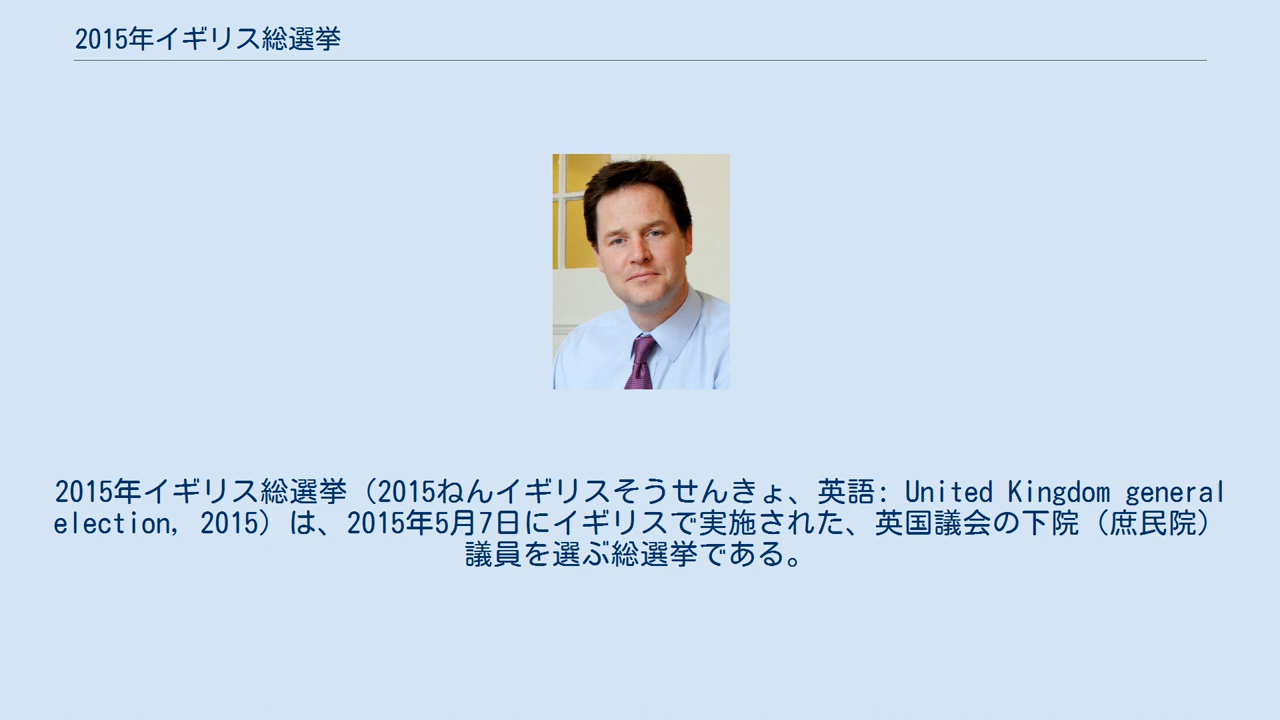 2015年イギリス総選挙
2015年イギリス総選挙（2015ねんイギリスそうせんきょ、英語: United Kingdom general
election, 2015）は、2015年5月7日にイギリスで実施された、英国議会の下院（庶民院）
議員を選ぶ総選挙である。